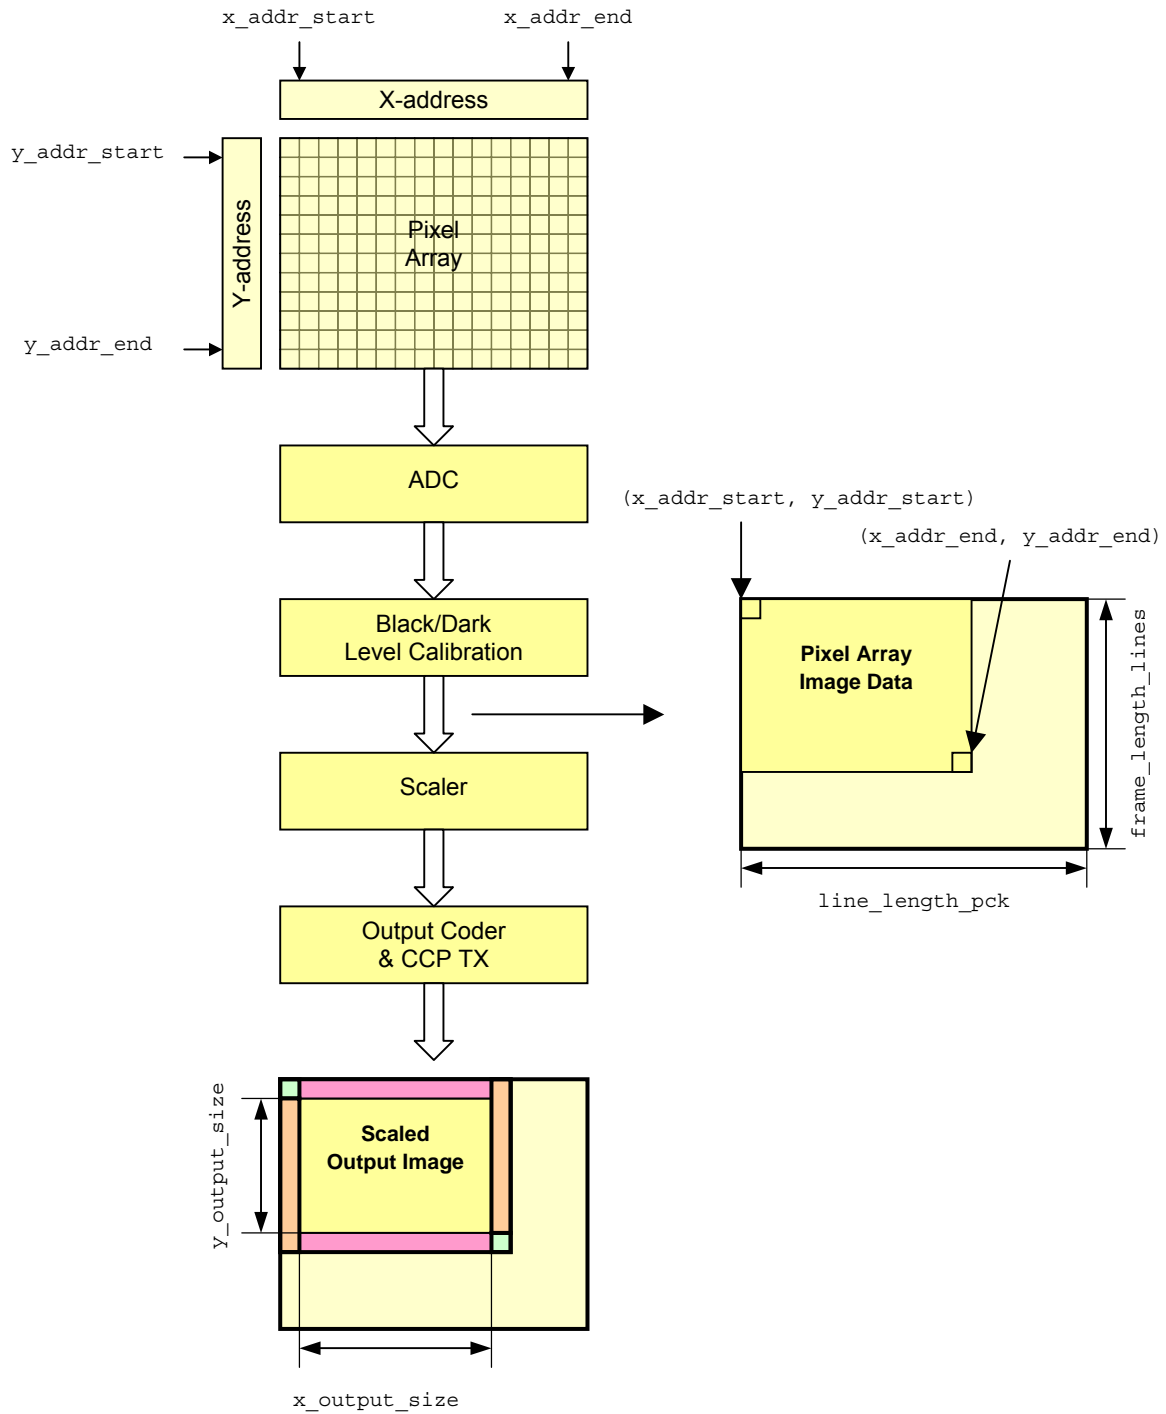 x_addr_start
x_addr_end
X-address
y_addr_start
Y-address
Pixel
Array
y_addr_end
ADC
(x_addr_start, y_addr_start)
(x_addr_end, y_addr_end)
Black/Dark
Level Calibration
Pixel Array
Image Data
frame_length_lines
Scaler
line_length_pck
Output Coder
& CCP TX
y_output_size
Scaled
Output Image
x_output_size